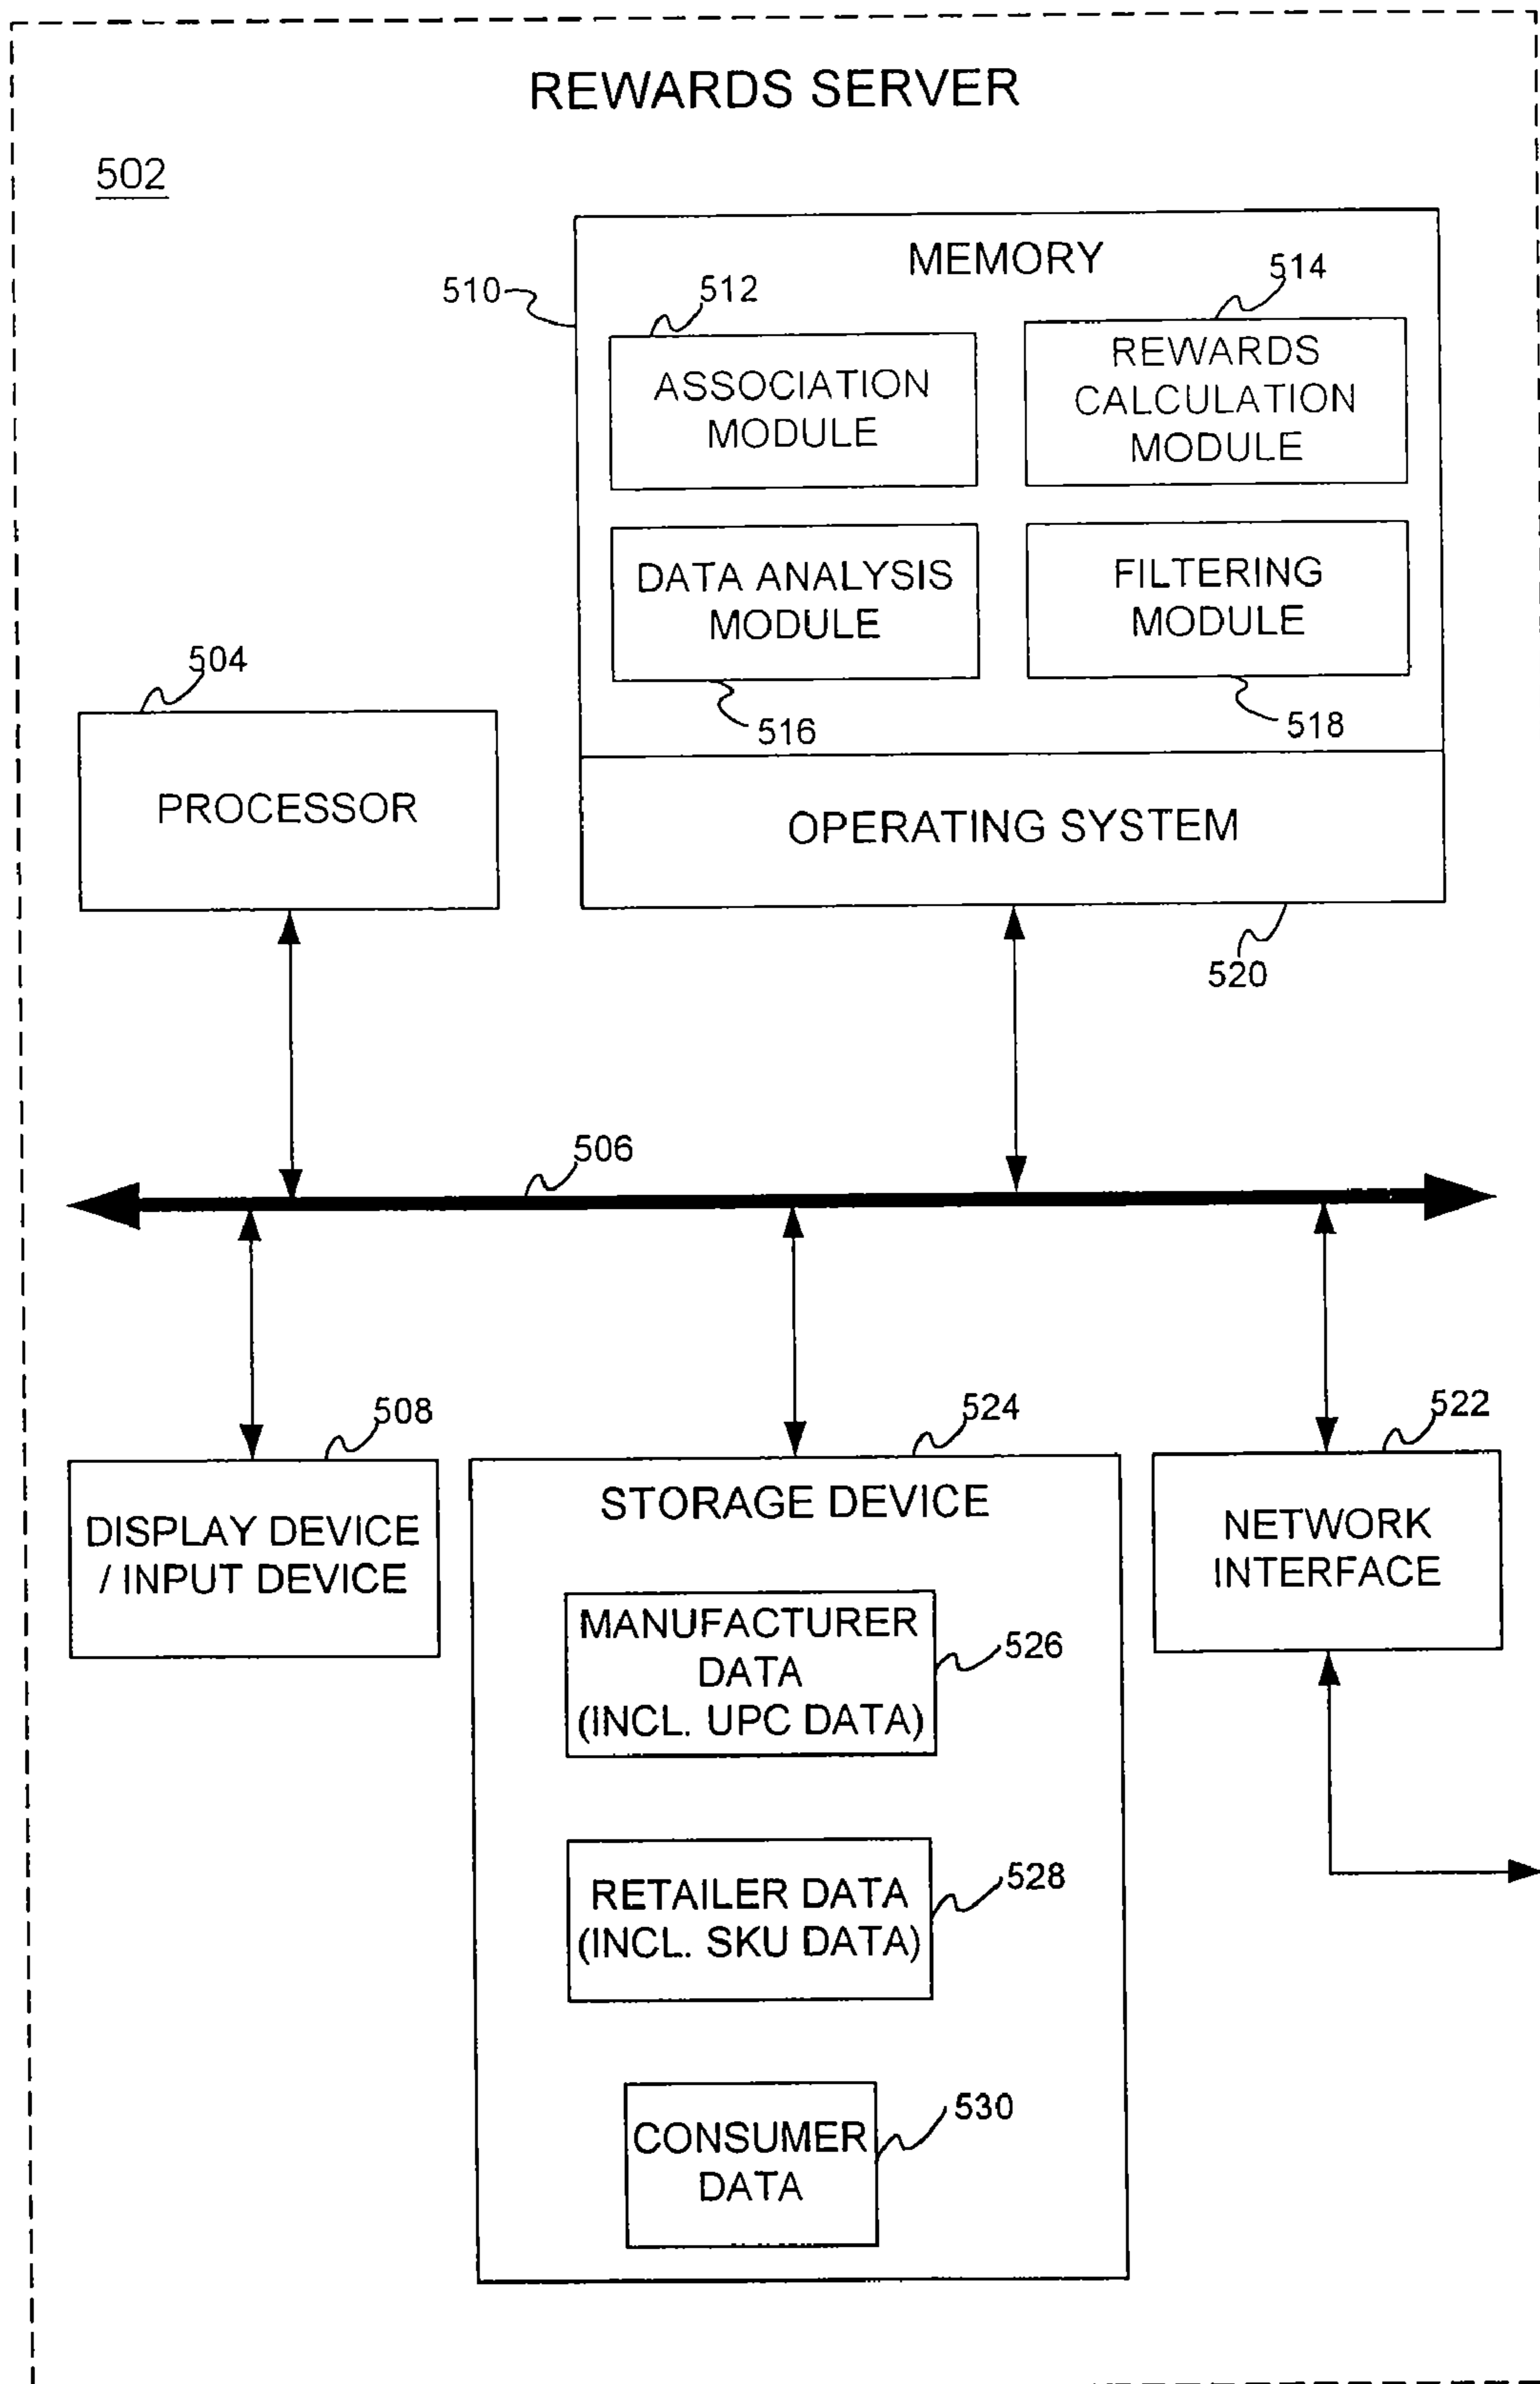 REWARDS SERVER
502
MEMORY
510
512
514
ASSOCIATION
MODULE
REWARDS
CALCULATION
MODULE
DATA ANALYSIS
MODULE
FILTERING
MODULE
516
518
504
PROCESSOR
OPERATING SYSTEM
520
506
508
524
522
DISPLAY DEVICE
/ INPUT DEVICE
STORAGE DEVICE
NETWORK
INTERFACE
MANUFACTURER
DATA
(INCL. UPC DATA)
526
RETAILER DATA
(INCL. SKU DATA)
528
CONSUMER
DATA
530